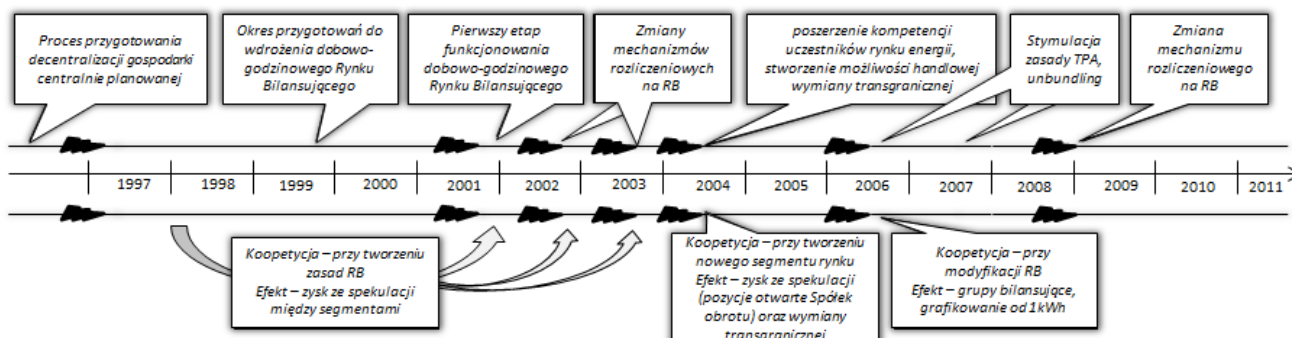 Proces przygotowania
decentralizacji gospodarki
centralnie planowanej
Okres przygotowań do
wdrożenia dobowo-
godzinowego Rynku
Bilansującego
Pierwszy etap
funkcjonowania
dobowo-godzinowego
Rynku Bilansującego
Zmiany
mechanizmów
rozliczeniowych
na RB
poszerzenie kompetencji
uczestników rynku energii,
stworzenie możliwości handlowej
wymiany transgranicznej
Stymulacja
zasady TPA,
unbundling
Zmiana
mechanizmu
rozliczeniowego
na RB
1997 1998 1999 2000 2001 2002 2003 2004 2005 2006 2007 2008 2009 2010 2011
Koopetycja – przy tworzeniu
zasad RB
Efekt – zysk ze spekulacji
między segmentami
Koopetycja – przy tworzeniu
nowego segmentu rynku
Efekt – zysk ze spekulacji
(pozycje otwarte Spółek
obrotu) oraz wymiany
transgranicznej
Koopetycja – przy
modyfikacji RB
Efekt – grupy bilansujące,
grafikowanie od 1kWh